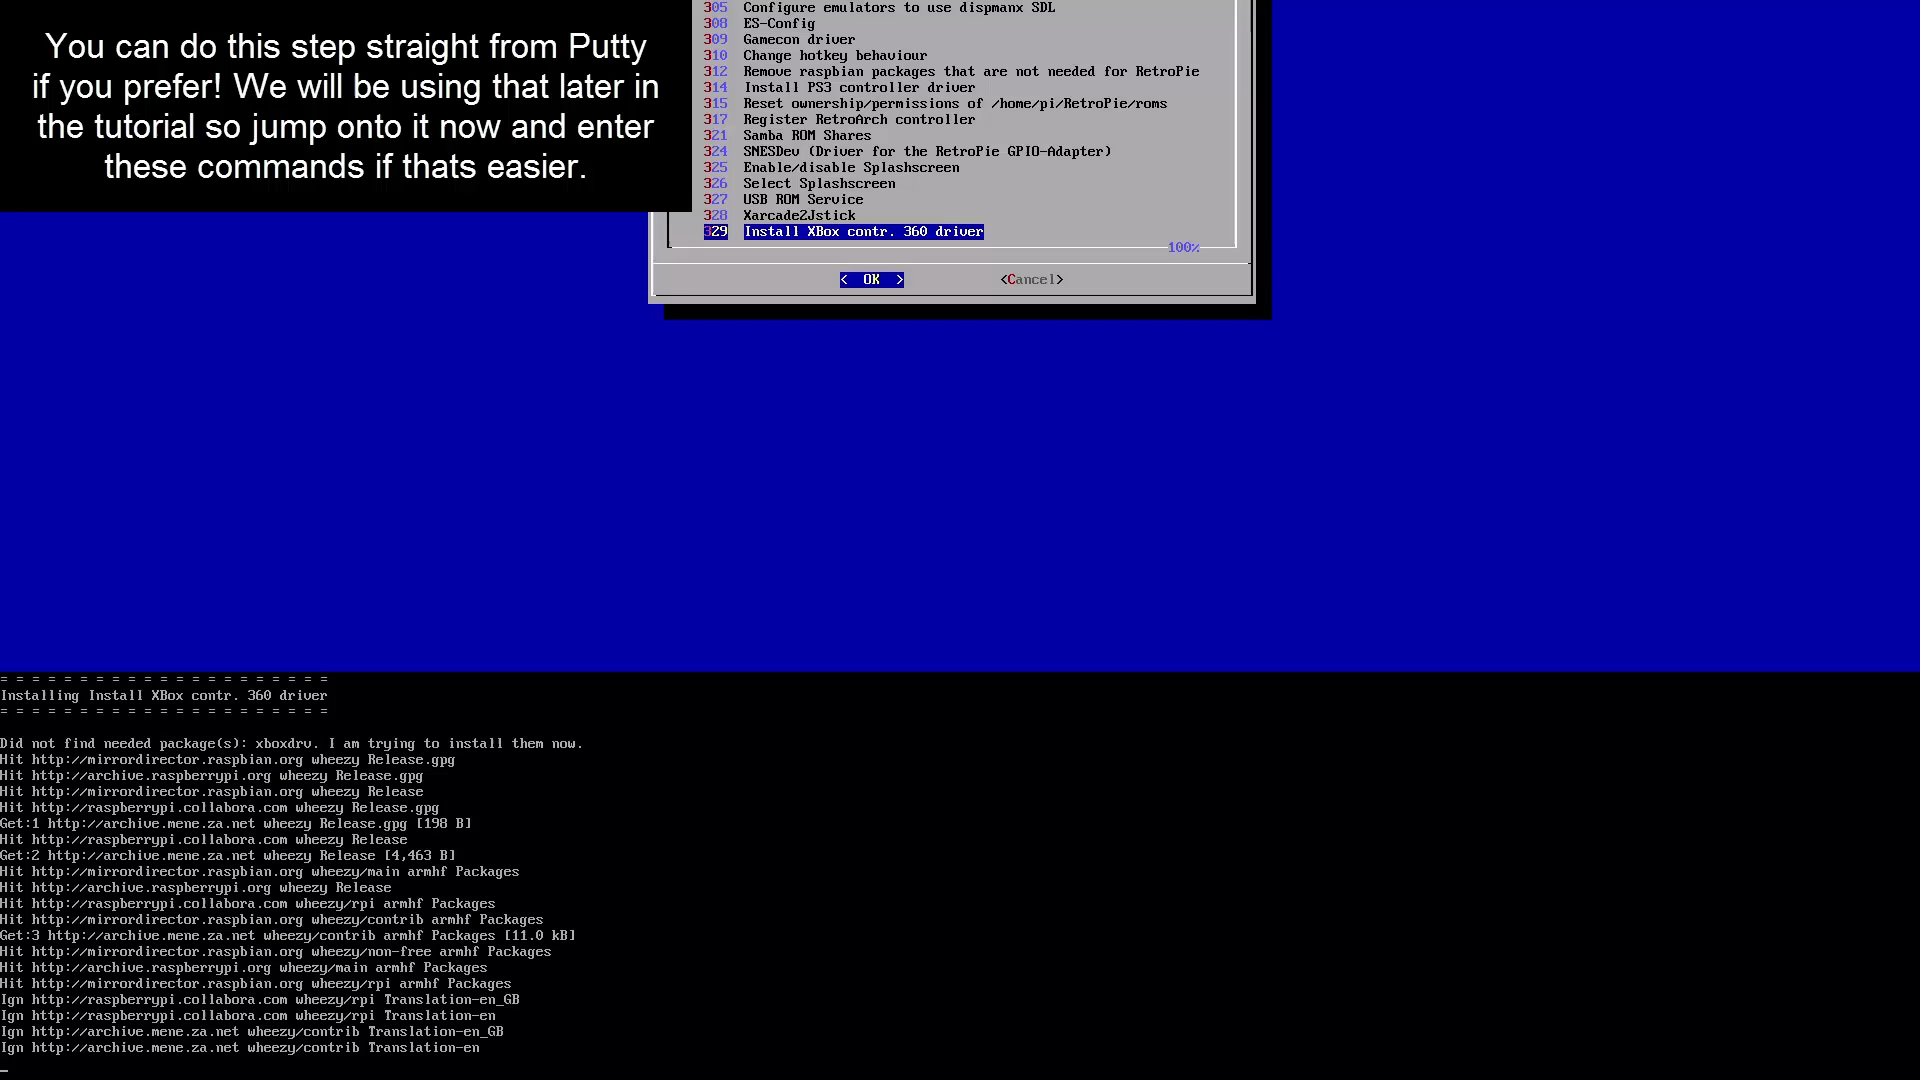 You can do this step straight from Putty
if you prefer! We will be using that later in
the tutorial so jump onto it now and enter
these commands if thats easier.
305 Configure emulators to use dispmanx SDL
308 ES-Config
309 Gamecon driver
310 Change hotkey behaviour
312 Remove raspbian packages that are not needed for RetroPie
314 Install PS3 controller driver
315 Reset ownership/permissions of /home/pi/RetroPie/roms
317 Register RetroArch controller
321 Samba ROM Shares
324 SNESDev (Driver for the RetroPie GPIO-Adapter)
325 Enable/disable Splashscreen
326 Select Splashscreen
327 USB ROM Service
328 Xarcade2Jstick
329 Install XBox contr. 360 driver
100%
< OK > <Cancel>
= = = = = = = = = = = = = = = = = = = = =
Installing Install XBox contr. 360 driver
= = = = = = = = = = = = = = = = = = = = =
Did not find needed package(s): xboxdrv. I am trying to install them now.
Hit http://mirrordirector.raspbian.org wheezy Release.gpg
Hit http://archive.raspberrypi.org wheezy Release.gpg
Hit http://mirrordirector.raspbian.org wheezy Release
Hit http://raspberrypi.collabora.com wheezy Release.gpg
Get:1 http://archive.mene.za.net wheezy Release.gpg [198 B]
Hit http://raspberrypi.collabora.com wheezy Release
Get:2 http://archive.mene.za.net wheezy Release [4,463 B]
Hit http://mirrordirector.raspbian.org wheezy/main armhf Packages
Hit http://archive.raspberrypi.org wheezy Release
Hit http://raspberrypi.collabora.com wheezy/rpi armhf Packages
Hit http://mirrordirector.raspbian.org wheezy/contrib armhf Packages
Get:3 http://archive.mene.za.net wheezy/contrib armhf Packages [11.0 kB]
Hit http://mirrordirector.raspbian.org wheezy/non-free armhf Packages
Hit http://archive.raspberrypi.org wheezy/main armhf Packages
Hit http://mirrordirector.raspbian.org wheezy/rpi armhf Packages
Ign http://raspberrypi.collabora.com wheezy/rpi Translation-en_GB
Ign http://raspberrypi.collabora.com wheezy/rpi Translation-en
Ign http://archive.mene.za.net wheezy/contrib Translation-en_GB
Ign http://archive.mene.za.net wheezy/contrib Translation-en